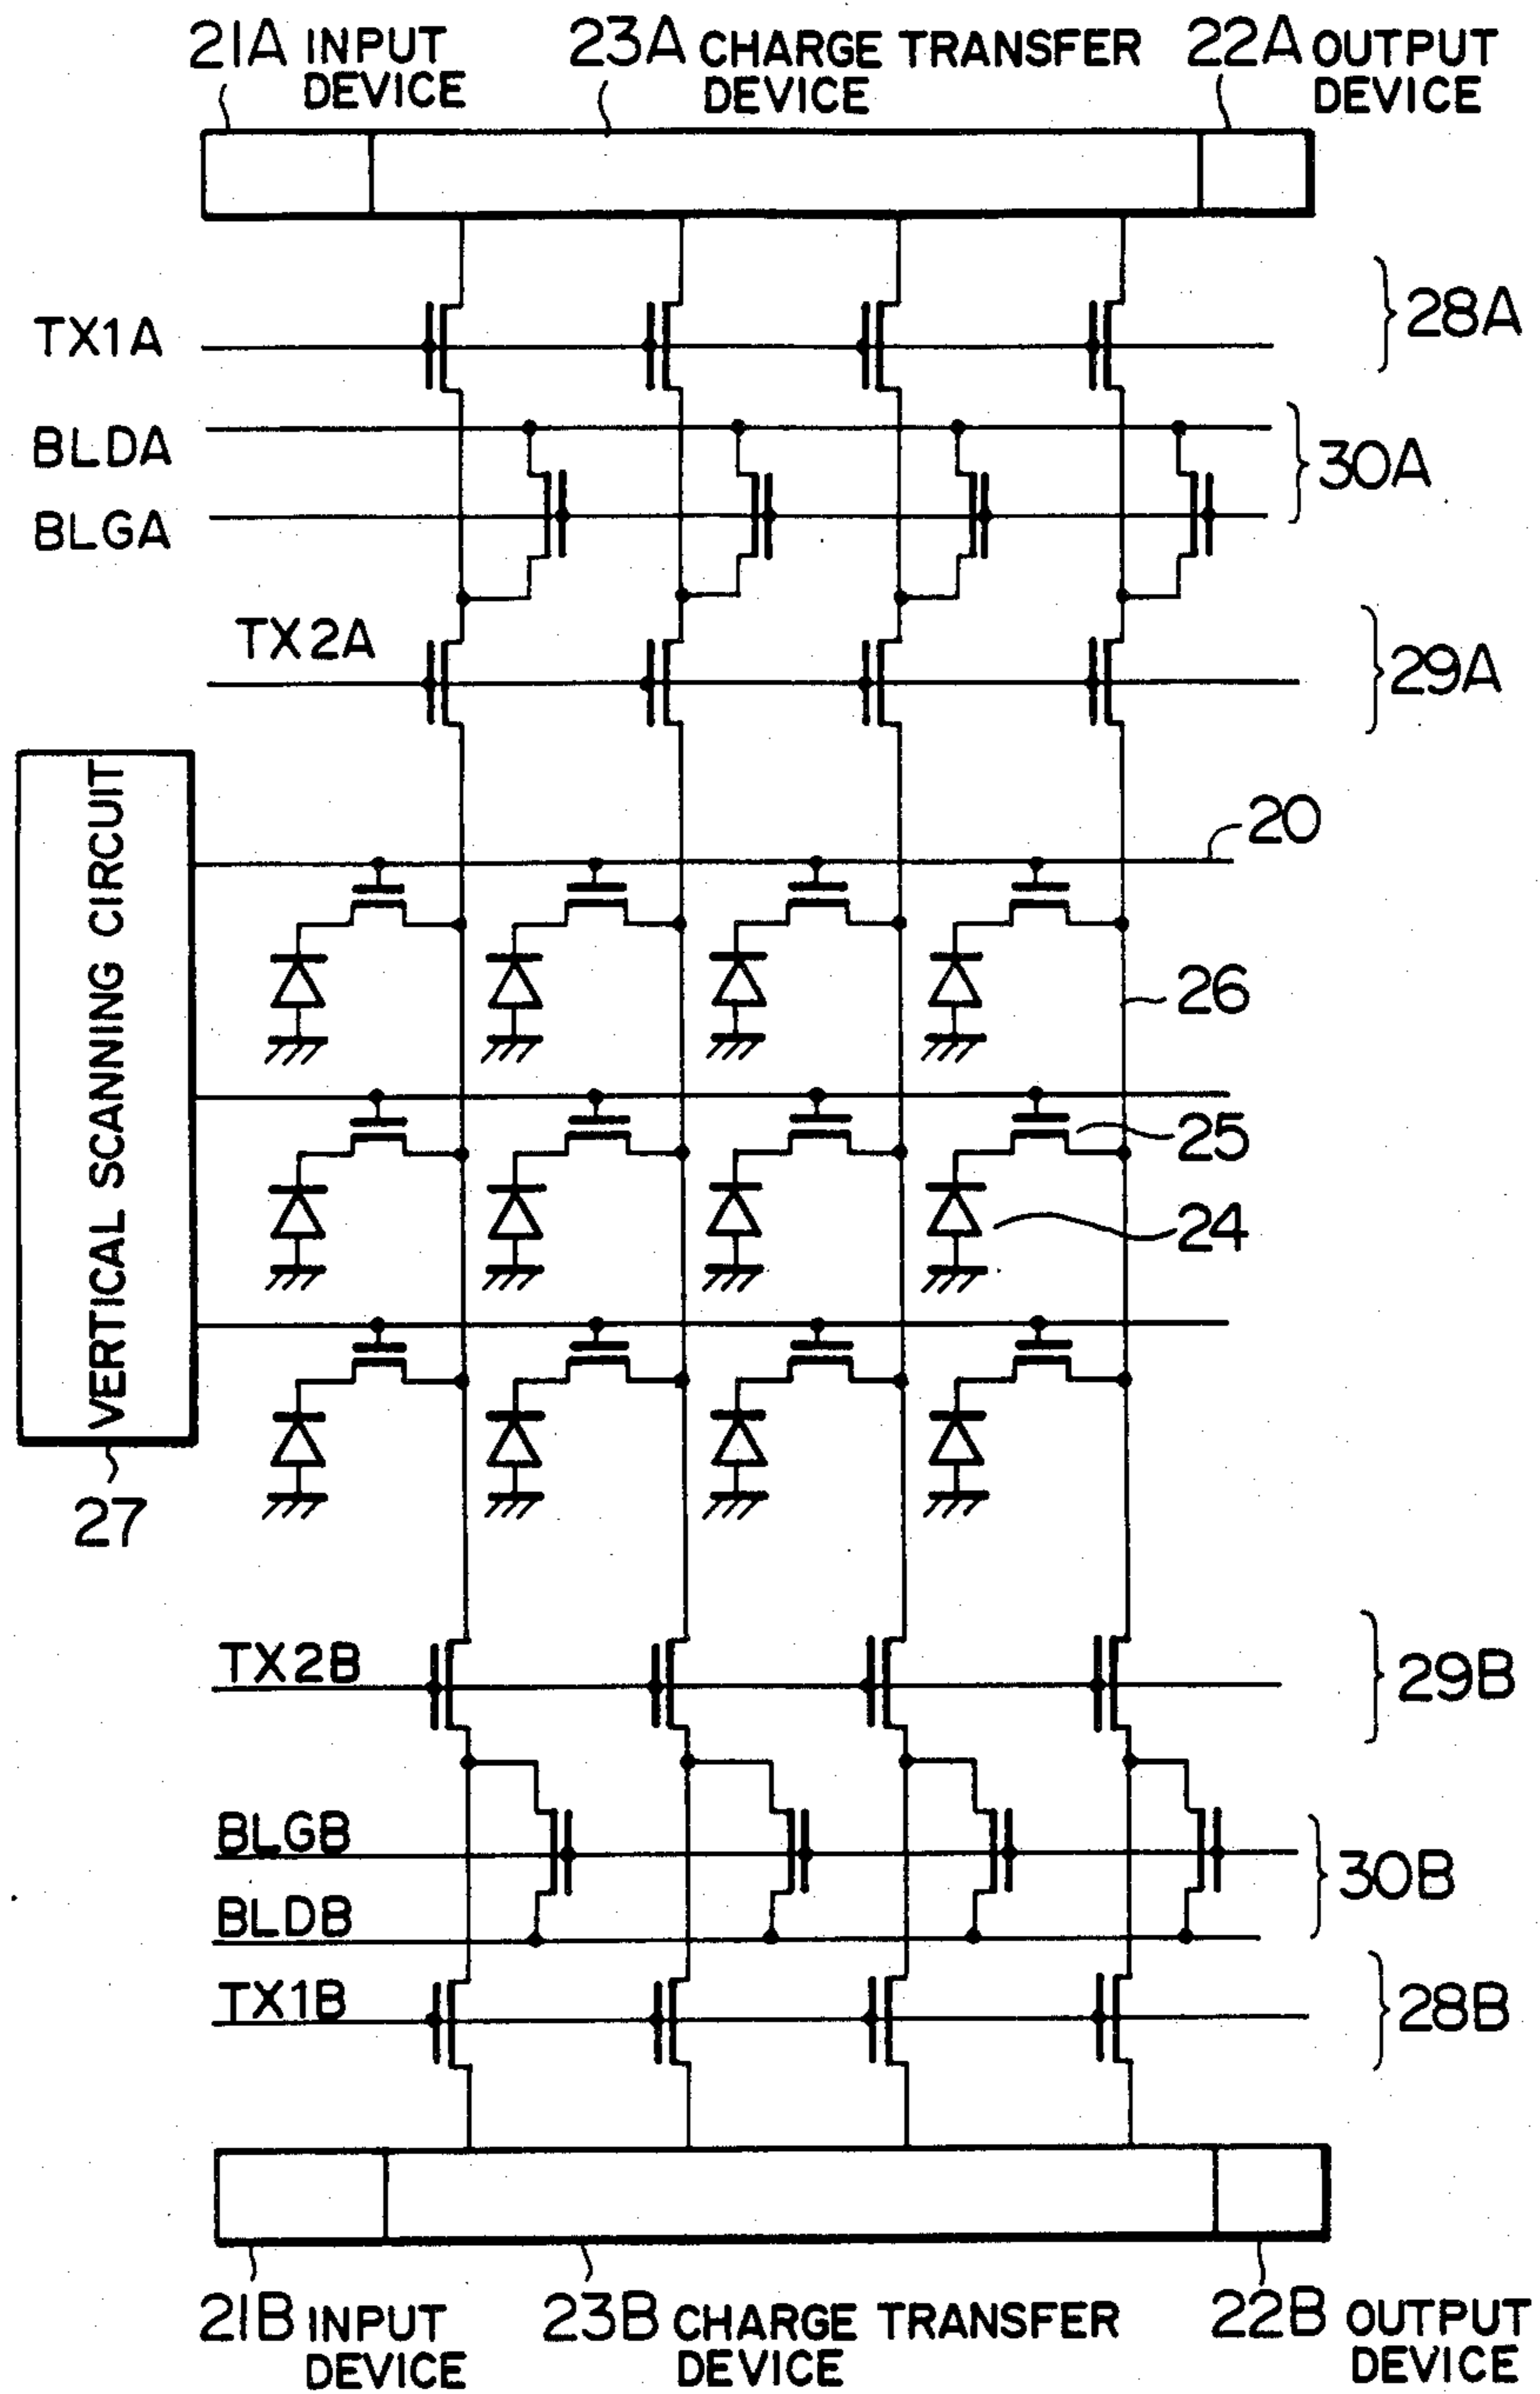 21A INPUT DEVICE
23A CHARGE TRANSFER DEVICE
22A OUTPUT DEVICE
TX1A
28A
BLDA
30A
BLGA
TX2A
29A
VERTICAL SCANNING CIRCUIT
20
26
25
24
27
TX2B
29B
BLGB
30B
BLDB
TX1B
28B
21B INPUT DEVICE
23B CHARGE TRANSFER DEVICE
22B OUTPUT DEVICE